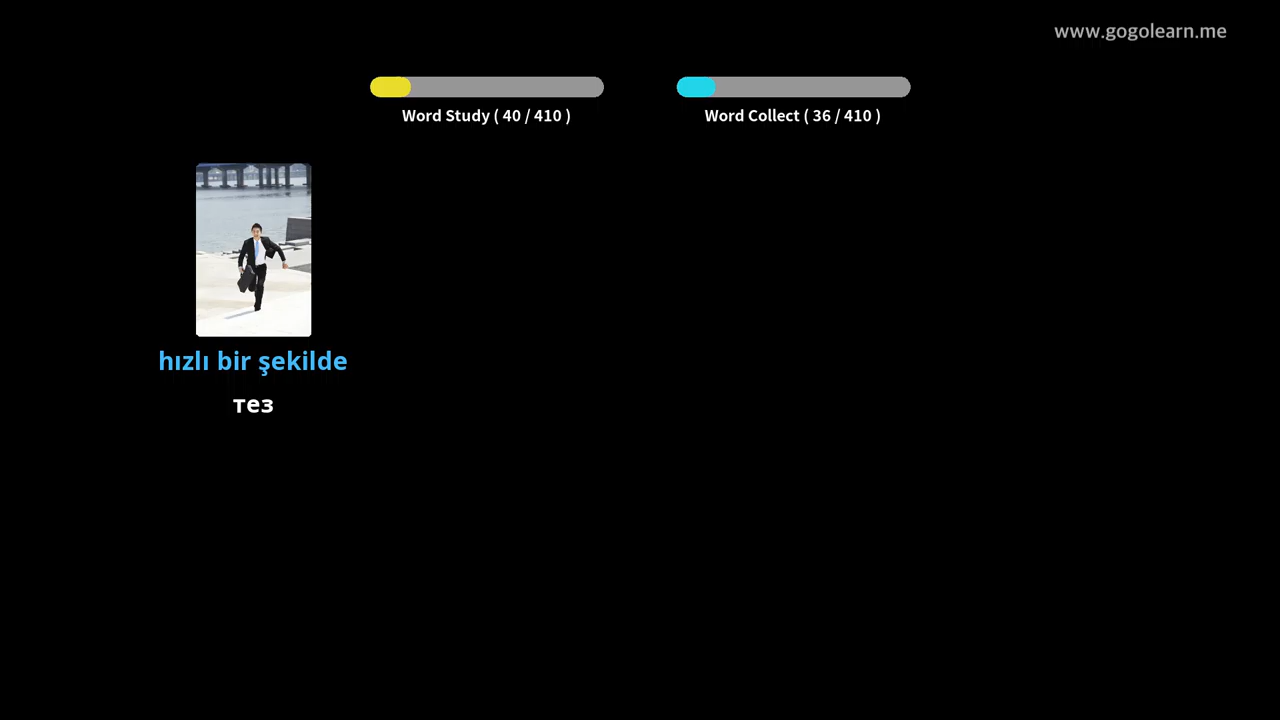 www.gogolearn.me
Word Study ( 40 / 410 )
Word Collect ( 36 / 410 )
hızlı bir şekilde
тез